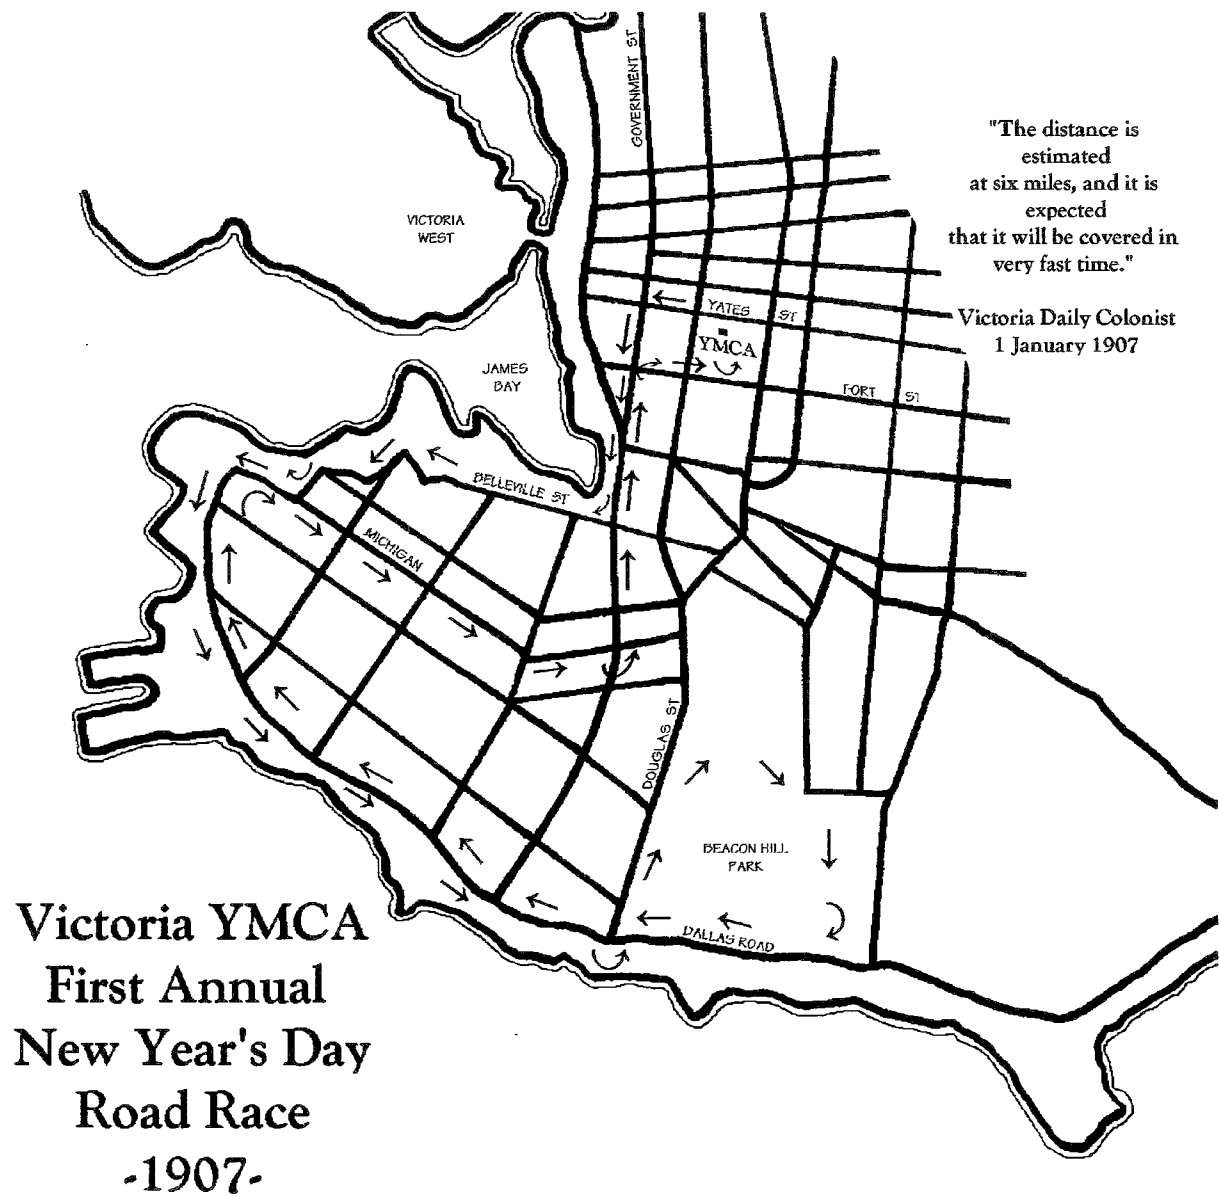 GOVERNMENT ST
"The distance is
estimated
at six miles, and it is
expected
that it will be covered in
very fast time."
Victoria Daily Colonist
1 January 1907
VICTORIA
WEST
YATES ST
YMCA
JAMES
BAY
FORT ST
BELLEVILLE ST
MICHIGAN
DOUGLAS ST
BEACON HILL
PARK
DALLAS ROAD
Victoria YMCA
First Annual
New Year's Day
Road Race
-1907-